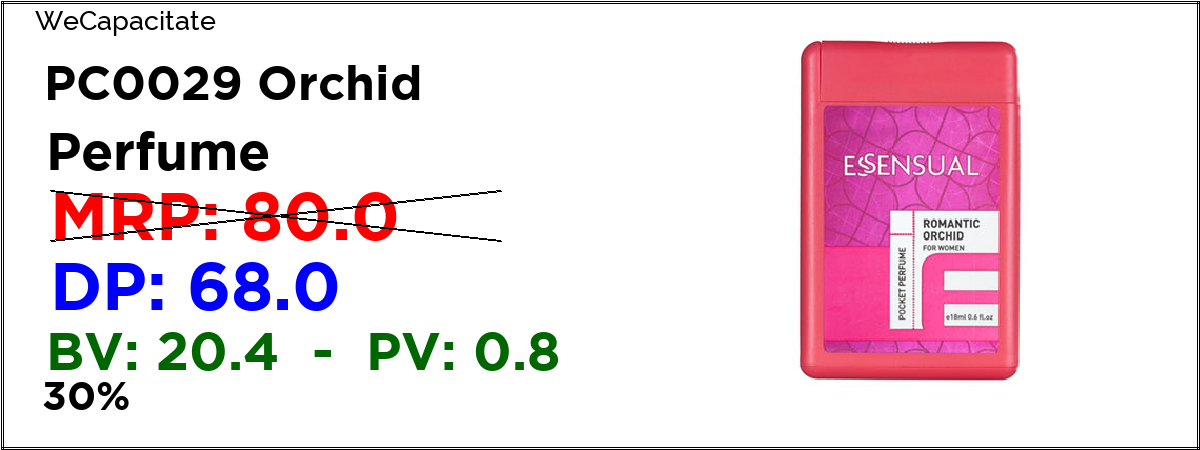 WeCapacitate
PC0029 Orchid
Perfume
MRP: 80.0
DP: 68.0
BV: 20.4 - PV: 0.8
30%
ESSENSUAL
ROMANTIC
ORCHID
FOR WOMEN
POCKET PERFUME
e18ml 0.6 fl.oz